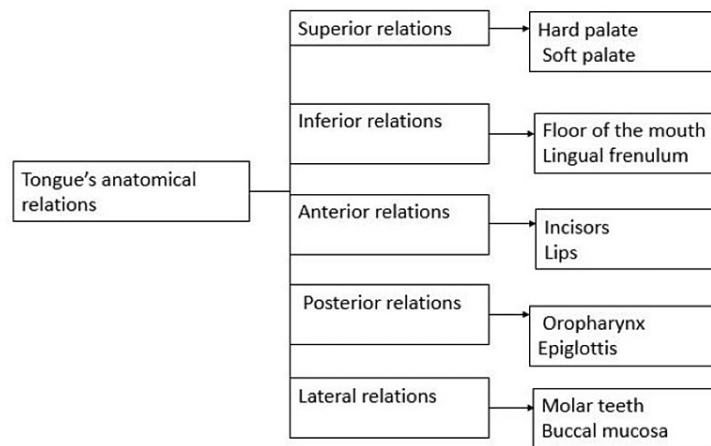 Tongue's anatomical
relations
Superior relations
Hard palate
Soft palate
Inferior relations
Floor of the mouth
Lingual frenulum
Anterior relations
Incisors
Lips
Posterior relations
Oropharynx
Epiglottis
Lateral relations
Molar teeth
Buccal mucosa